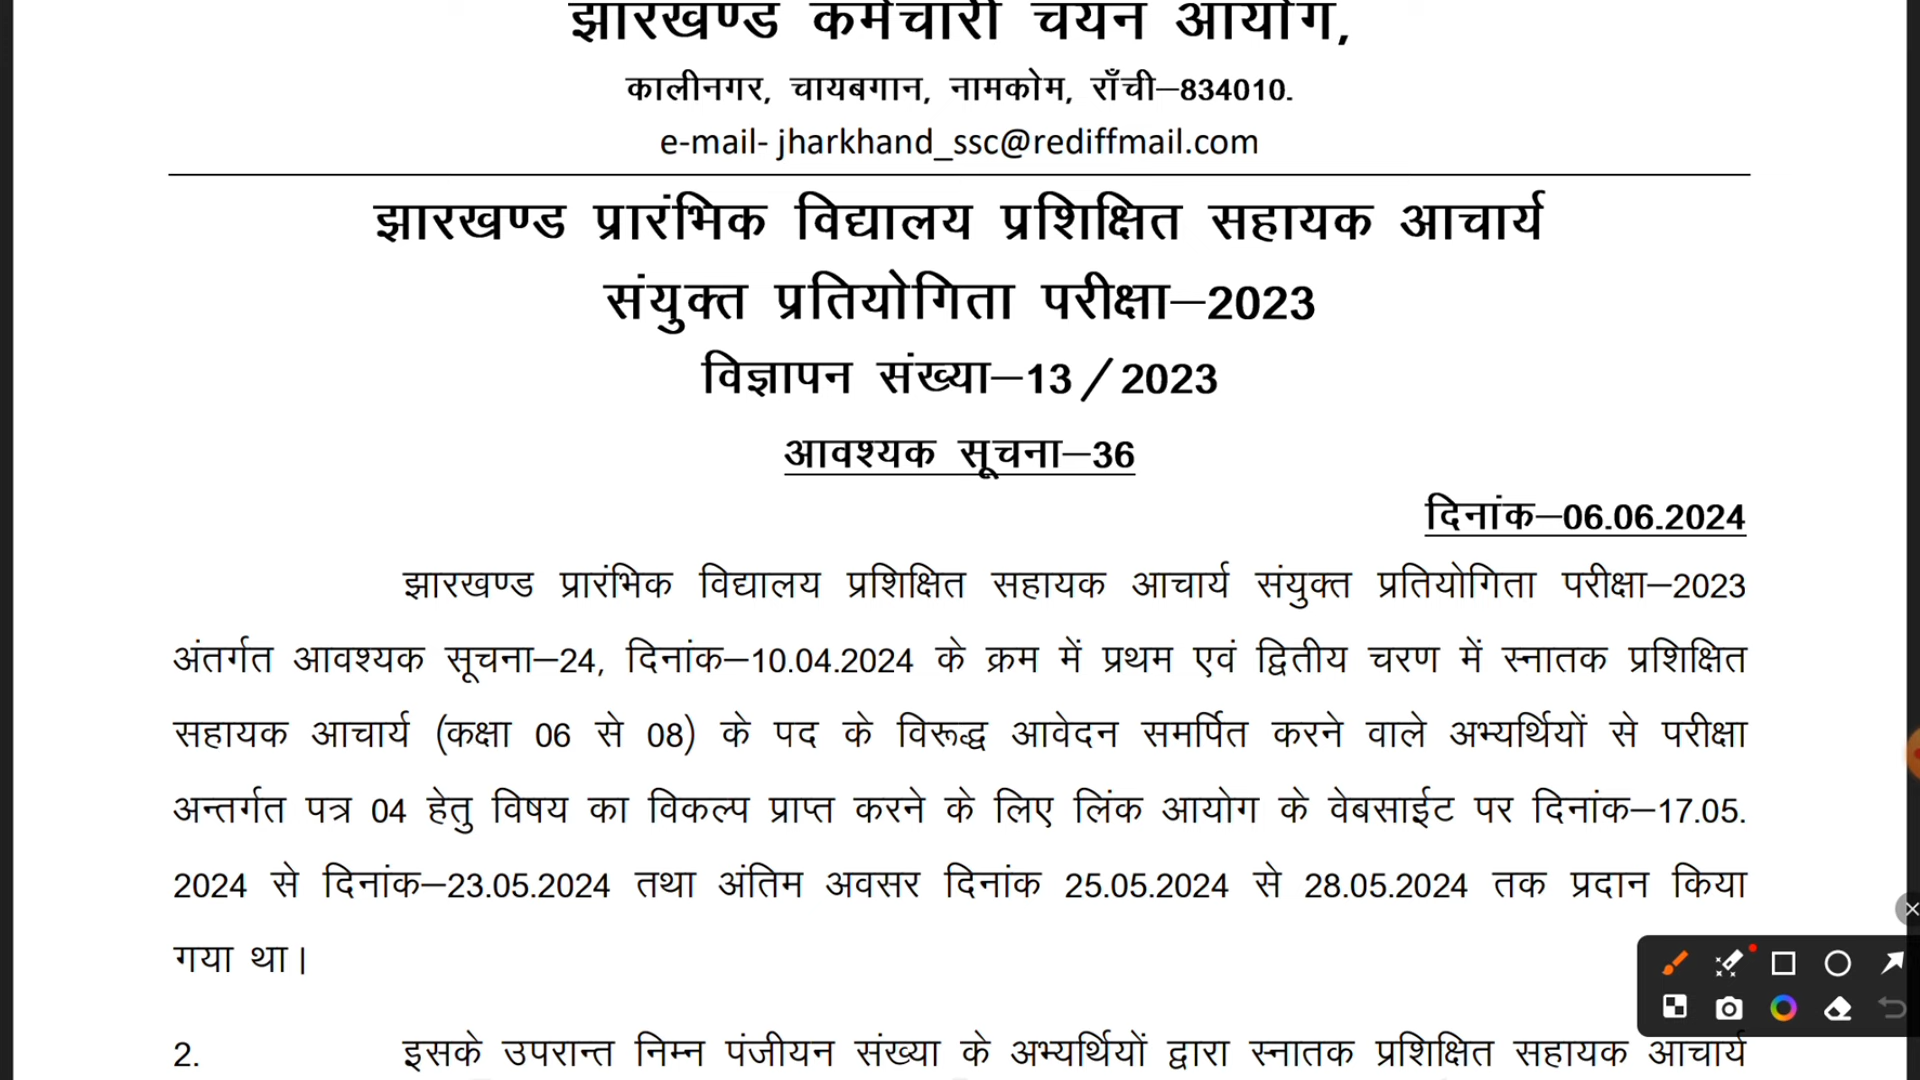 झारखण्ड कर्मचारी चयन आयोग,
कालीनगर, चायबगान, नामकोम, राँची–834010.
e-mail- jharkhand_ssc@rediffmail.com
झारखण्ड प्रारंभिक विद्यालय प्रशिक्षित सहायक आचार्य
संयुक्त प्रतियोगिता परीक्षा–2023
विज्ञापन संख्या–13/2023
आवश्यक सूचना–36
दिनांक–06.06.2024
झारखण्ड प्रारंभिक विद्यालय प्रशिक्षित सहायक आचार्य संयुक्त प्रतियोगिता परीक्षा–2023
अंतर्गत आवश्यक सूचना–24, दिनांक–10.04.2024 के क्रम में प्रथम एवं द्वितीय चरण में स्नातक प्रशिक्षित
सहायक आचार्य (कक्षा 06 से 08) के पद के विरूद्ध आवेदन समर्पित करने वाले अभ्यर्थियों से परीक्षा
अन्तर्गत पत्र 04 हेतु विषय का विकल्प प्राप्त करने के लिए लिंक आयोग के वेबसाईट पर दिनांक–17.05.
2024 से दिनांक–23.05.2024 तथा अंतिम अवसर दिनांक 25.05.2024 से 28.05.2024 तक प्रदान किया
गया था।
2. इसके उपरान्त निम्न पंजीयन संख्या के अभ्यर्थियों द्वारा स्नातक प्रशिक्षित सहायक आचार्य